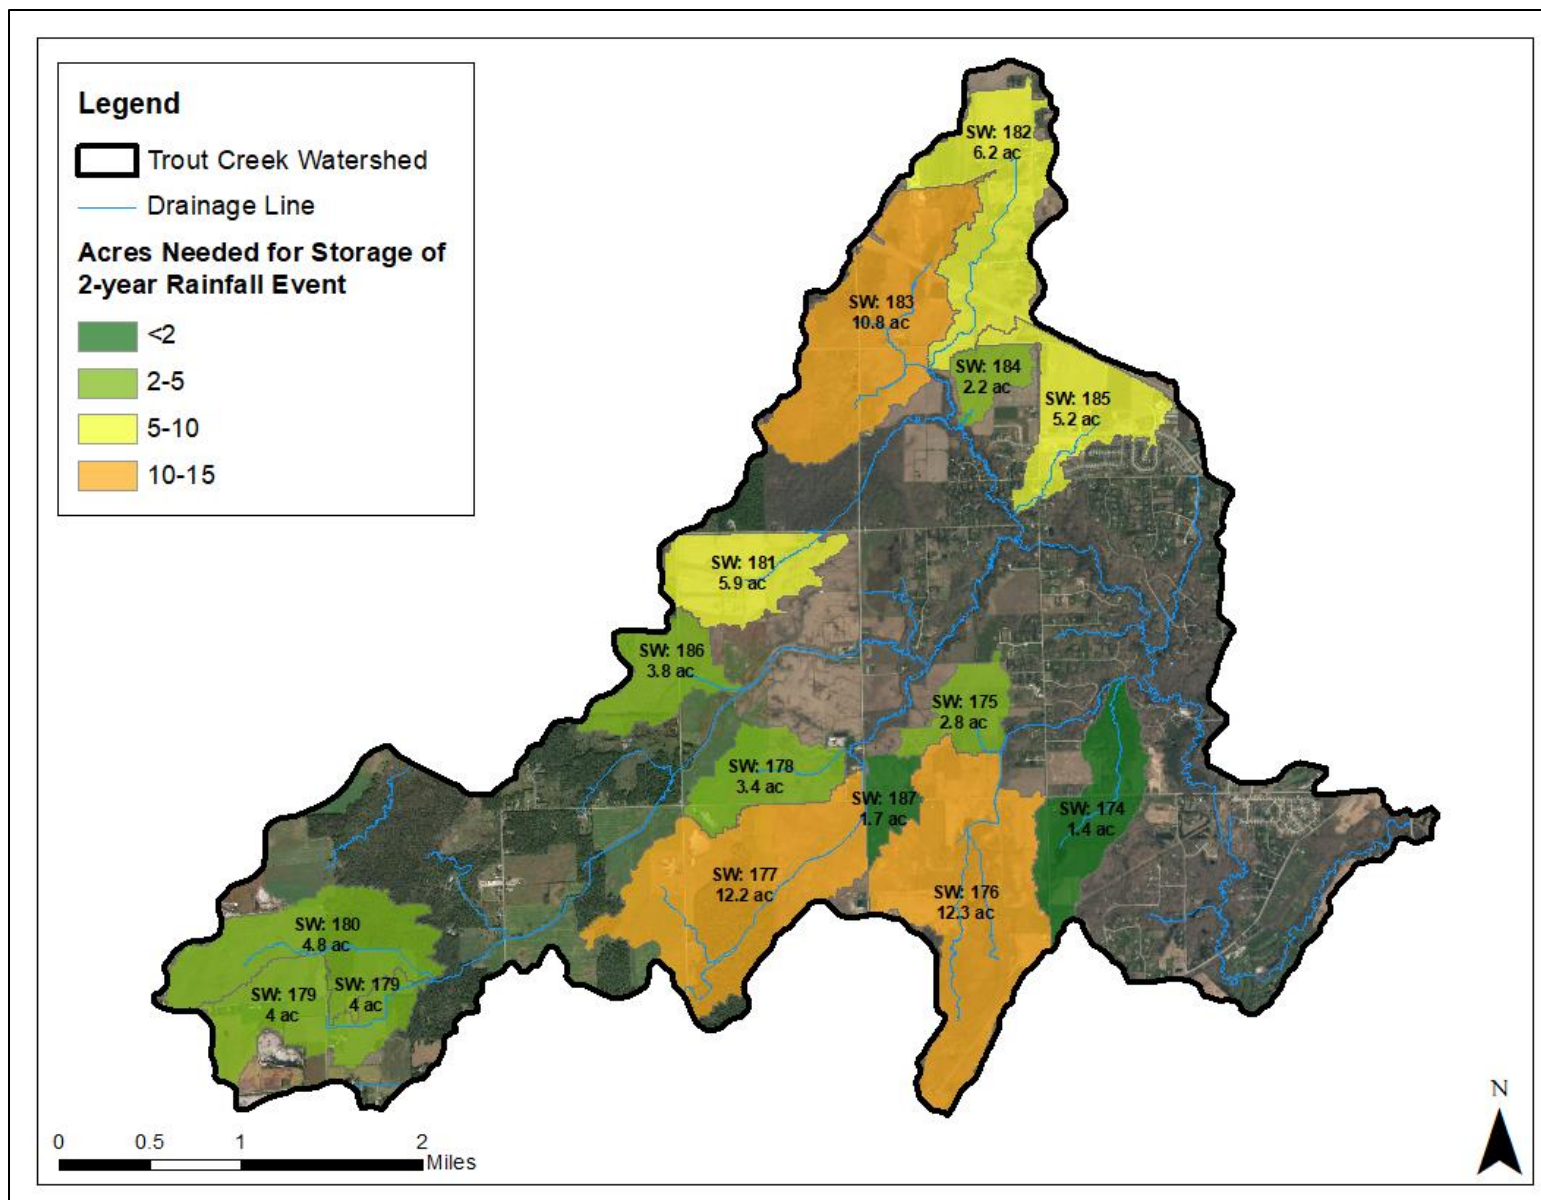 Legend
Trout Creek Watershed
Drainage Line
Acres Needed for Storage of
2-year Rainfall Event
<2
2-5
5-10
10-15
SW: 182
6.2 ac
SW: 183
10.8 ac
SW: 184
2.2 ac
SW: 185
5.2 ac
SW: 181
5.9 ac
SW: 186
3.8 ac
SW: 175
2.8 ac
SW: 178
3.4 ac
SW: 187
1.7 ac
SW: 174
1.4 ac
SW: 177
12.2 ac
SW: 176
12.3 ac
SW: 180
4.8 ac
SW: 179
4 ac
SW: 179
4 ac
N
0 0.5 1 2
Miles